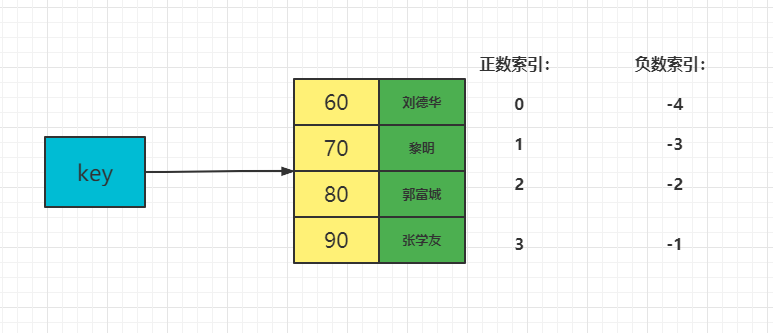 正数索引: 负数索引:
60 刘德华 0 -4
70 黎明 1 -3
key
80 郭富城 2 -2
90 张学友 3 -1